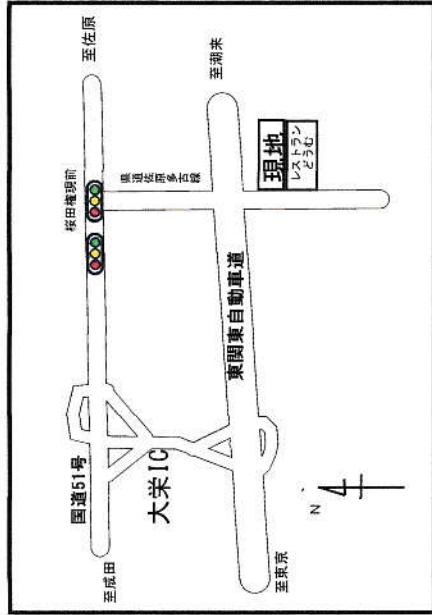 至佐原
桜田権現前
県道佐原多古線
至潮来
現地
レストラン
どうむ
東関東自動車道
国道51号
大栄IC
至成田
至東京
N